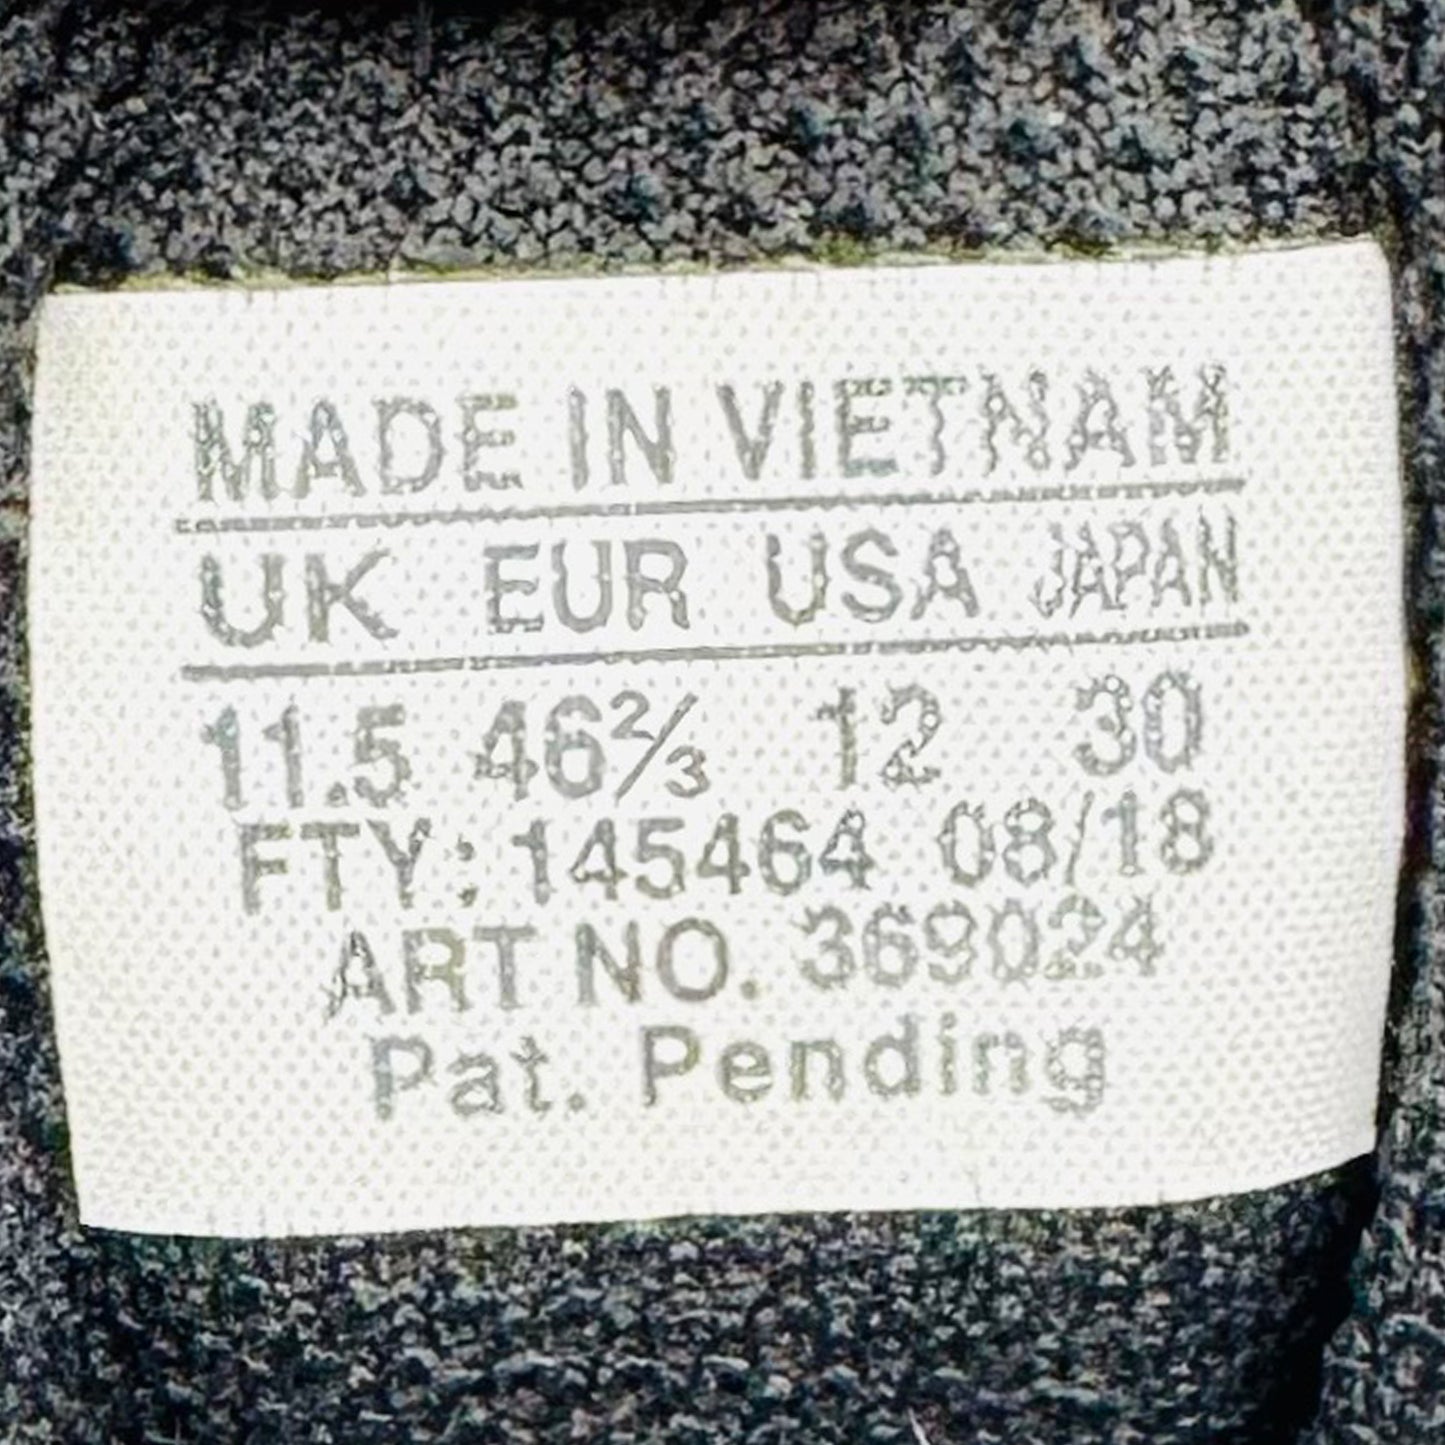 MADE IN VIETNAM
UK EUR USA JAPAN
11.5 46⅔ 12 30
FTY: 145464 08/18
ART NO. 369024
Pat. Pending